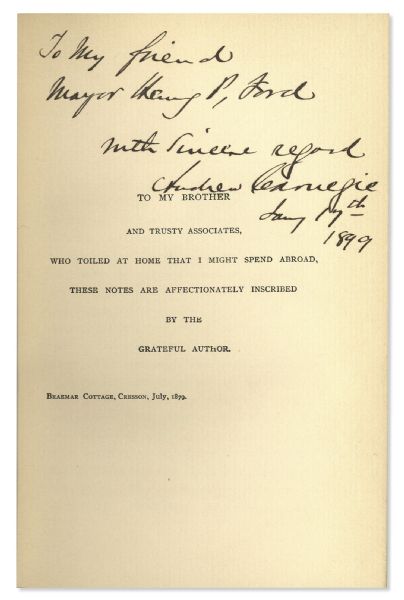 To My friend
Mayor Henry P. Ford
with Sincere regard
Andrew Carnegie
Jany 17th
1899
TO MY BROTHER
AND TRUSTY ASSOCIATES,
WHO TOILED AT HOME THAT I MIGHT SPEND ABROAD,
THESE NOTES ARE AFFECTIONATELY INSCRIBED
BY THE
GRATEFUL AUTHOR.
BRAEMAR COTTAGE, CRESSON, July, 1879.